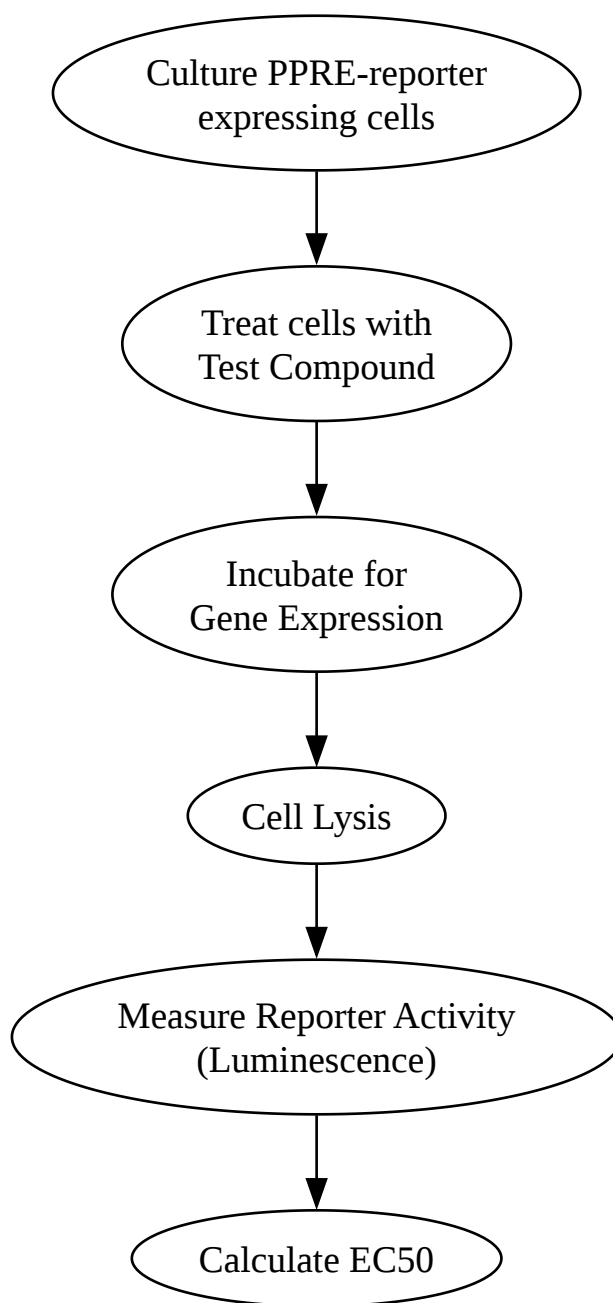 Culture PPRE-reporter
expressing cells
Treat cells with
Test Compound
Incubate for
Gene Expression
Cell Lysis
Measure Reporter Activity
(Luminescence)
Calculate EC50